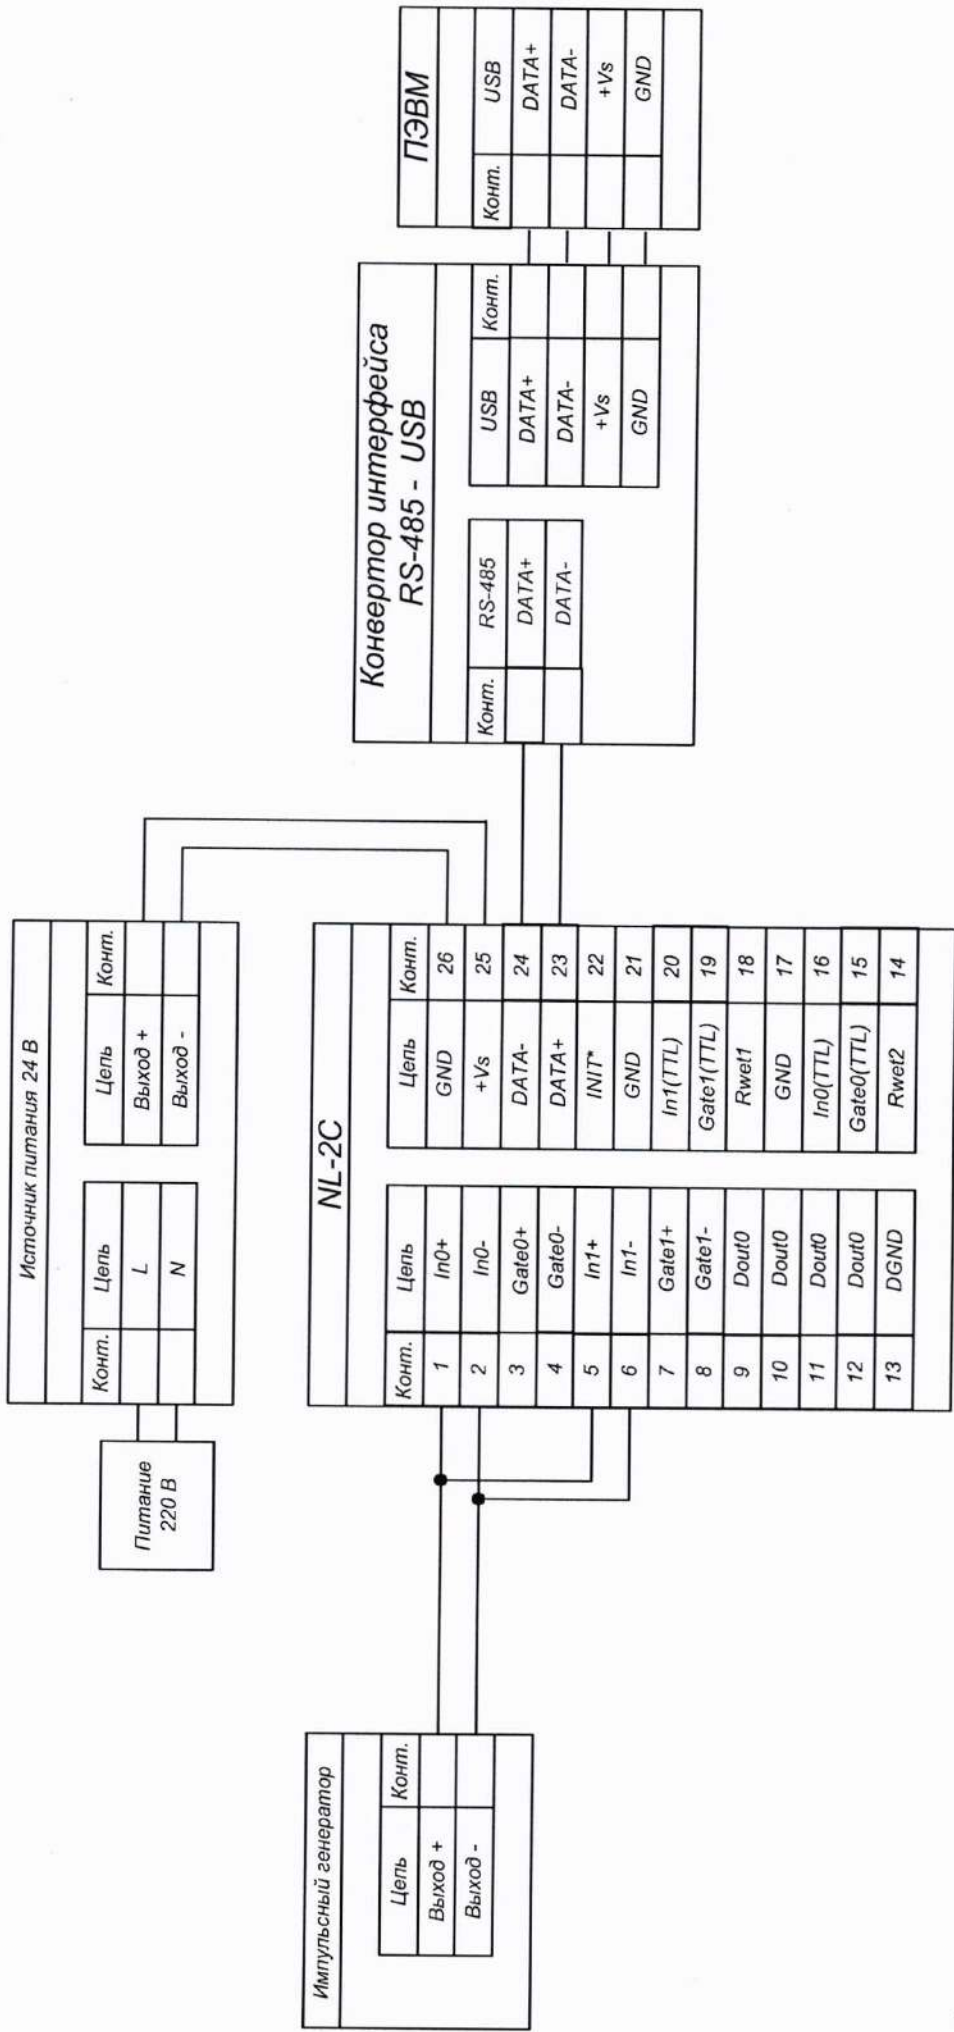 Питание
220 В
Источник питания 24 В
Конт. Цепь Цепь Конт.
L Выход +
N Выход -
Импульсный генератор
Цепь Конт.
Выход +
Выход -
NL-2C
Конт. Цепь Цепь Конт.
1 In0+ GND 26
2 In0- +Vs 25
3 Gate0+ DATA- 24
4 Gate0- DATA+ 23
5 In1+ INIT* 22
6 In1- GND 21
7 Gate1+ In1(TTL) 20
8 Gate1- Gate1(TTL) 19
9 Dout0 Rwet1 18
10 Dout0 GND 17
11 Dout0 In0(TTL) 16
12 Dout0 Gate0(TTL) 15
13 DGND Rwet2 14
Конвертор интерфейса
RS-485 - USB
Конт. RS-485 USB Конт.
DATA+ DATA+
DATA- DATA-
+Vs
GND
ПЭВМ
Конт. USB
DATA+
DATA-
+Vs
GND